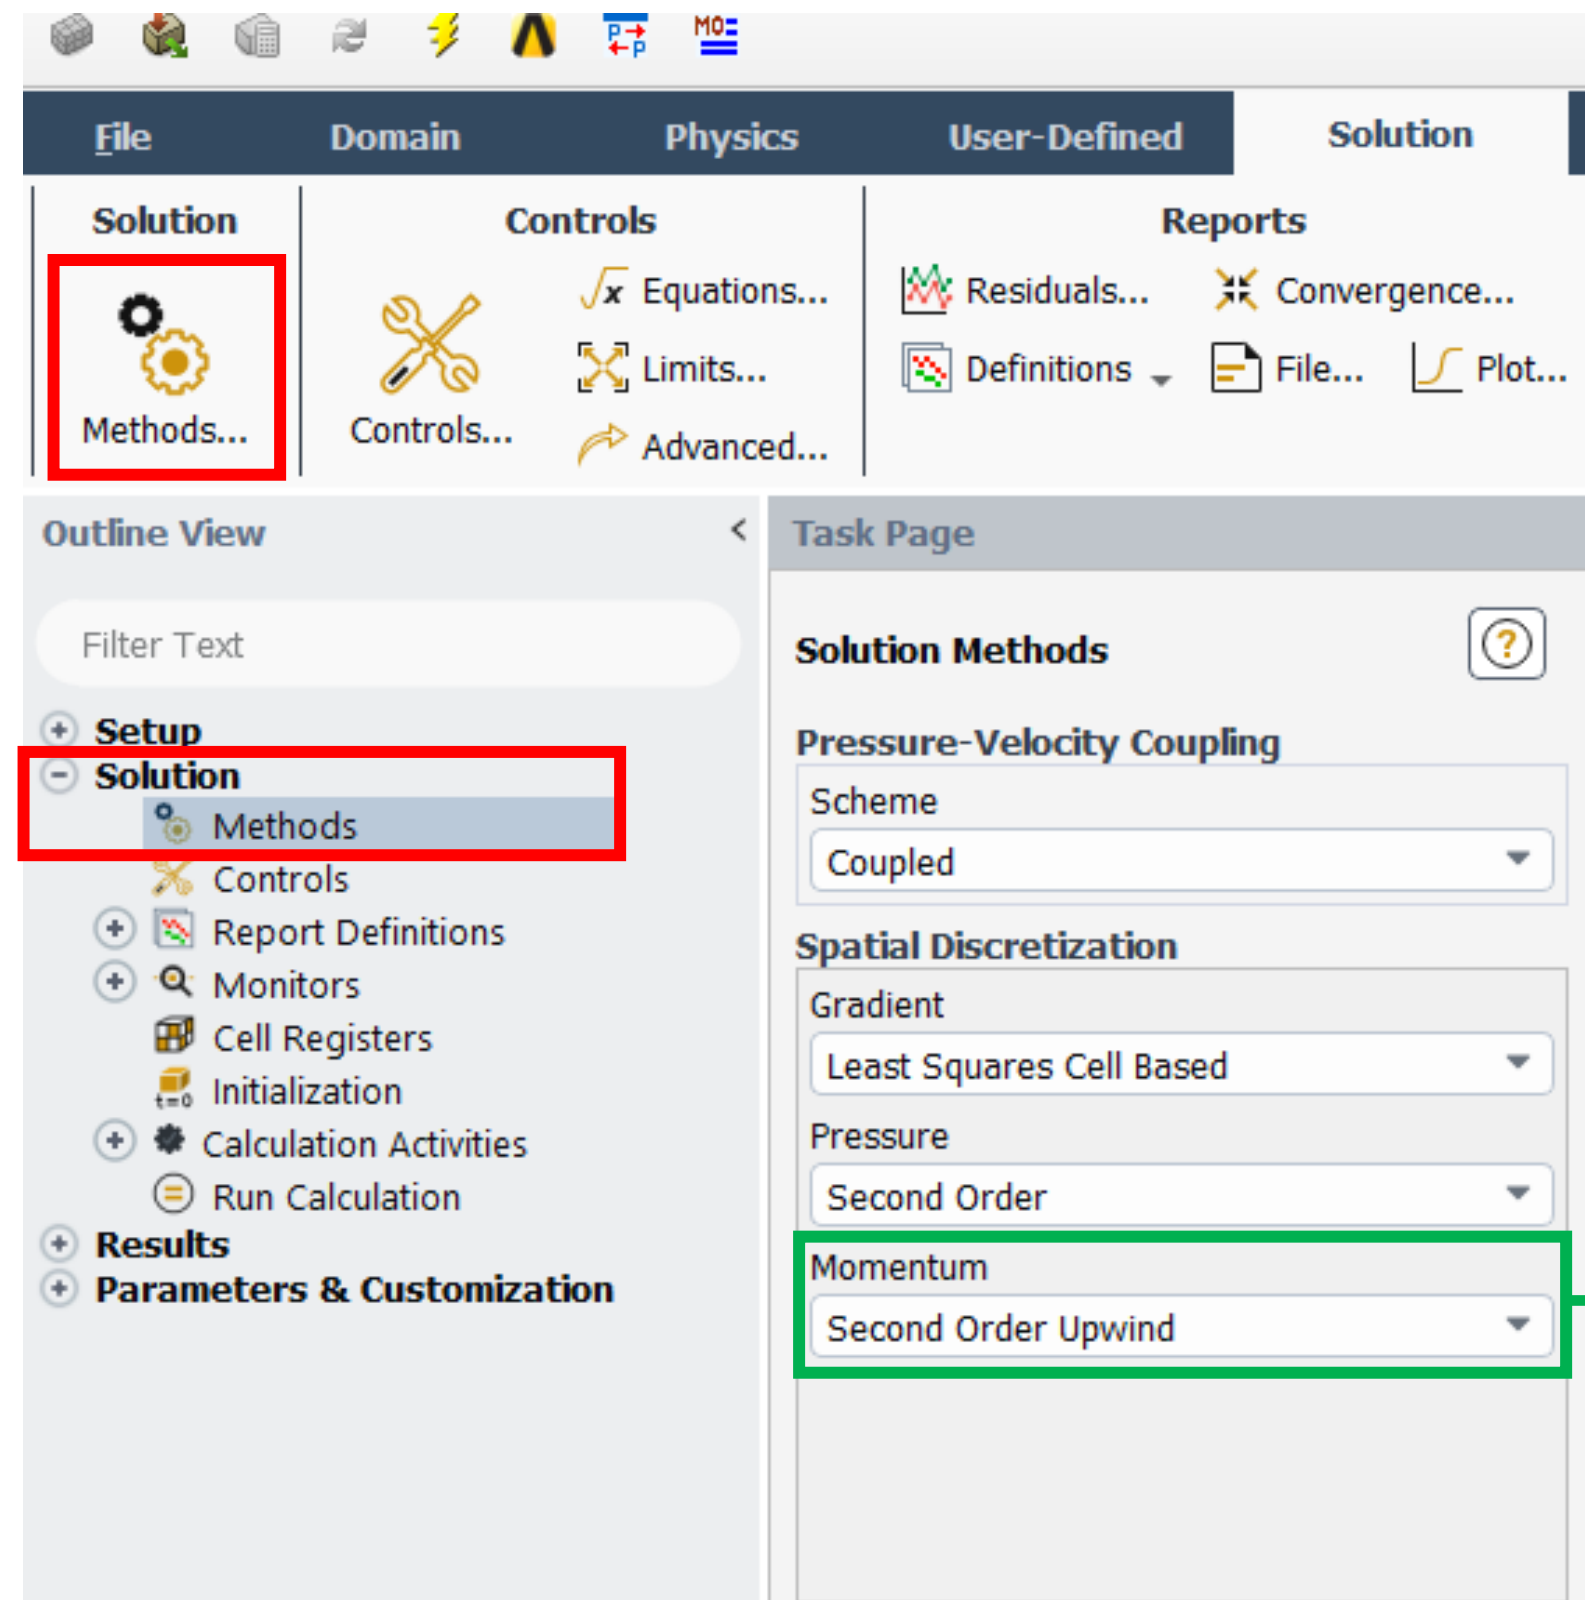 P
P
MO
File Domain Physics User-Defined Solution
Solution Controls Reports
x Equations... Residuals... Convergence...
Limits... Definitions File... Plot...
Methods... Controls... Advanced...
Outline View < Task Page
Filter Text
Solution Methods ?
Setup
Solution
Methods
Controls
Report Definitions
Monitors
Cell Registers
t=0 Initialization
Calculation Activities
Run Calculation
Results
Parameters & Customization
Pressure-Velocity Coupling
Scheme
Coupled
Spatial Discretization
Gradient
Least Squares Cell Based
Pressure
Second Order
Momentum
Second Order Upwind